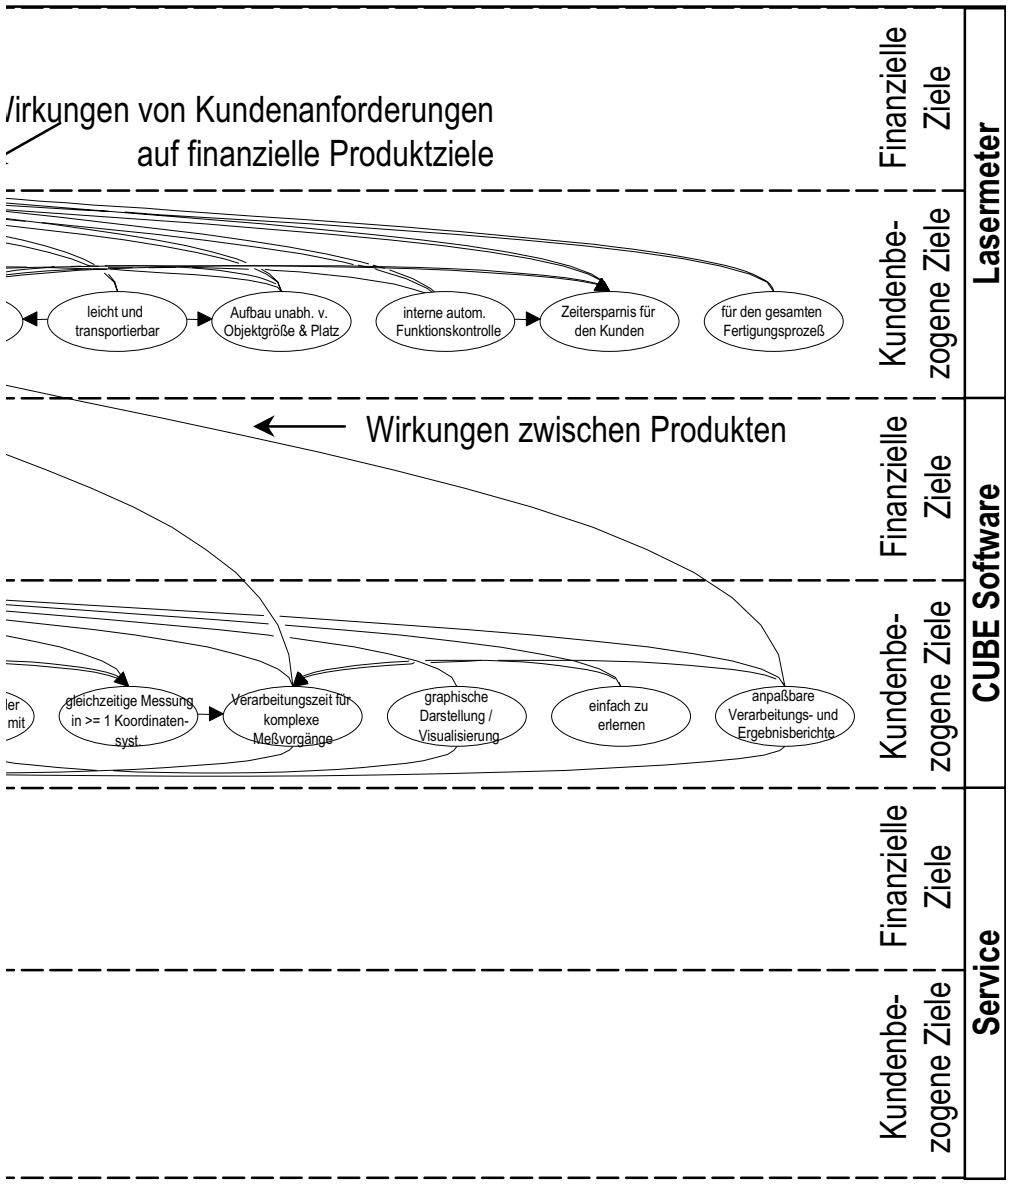 Wirkungen von Kundenanforderungen
auf finanzielle Produktziele
Finanzielle
Ziele
Lasermeter
leicht und
transportierbar
Aufbau unabh. v.
Objektgröße & Platz
interne autom.
Funktionskontrolle
Zeitersparnis für
den Kunden
für den gesamten
Fertigungsprozeß
Kundenbe-
zogene Ziele
Wirkungen zwischen Produkten
Finanzielle
Ziele
CUBE Software
ler
mit
gleichzeitige Messung
in >= 1 Koordinaten-
syst.
Verarbeitungszeit für
komplexe
Meßvorgänge
graphische
Darstellung /
Visualisierung
einfach zu
erlernen
anpaßbare
Verarbeitungs- und
Ergebnisberichte
Kundenbe-
zogene Ziele
Finanzielle
Ziele
Service
Kundenbe-
zogene Ziele